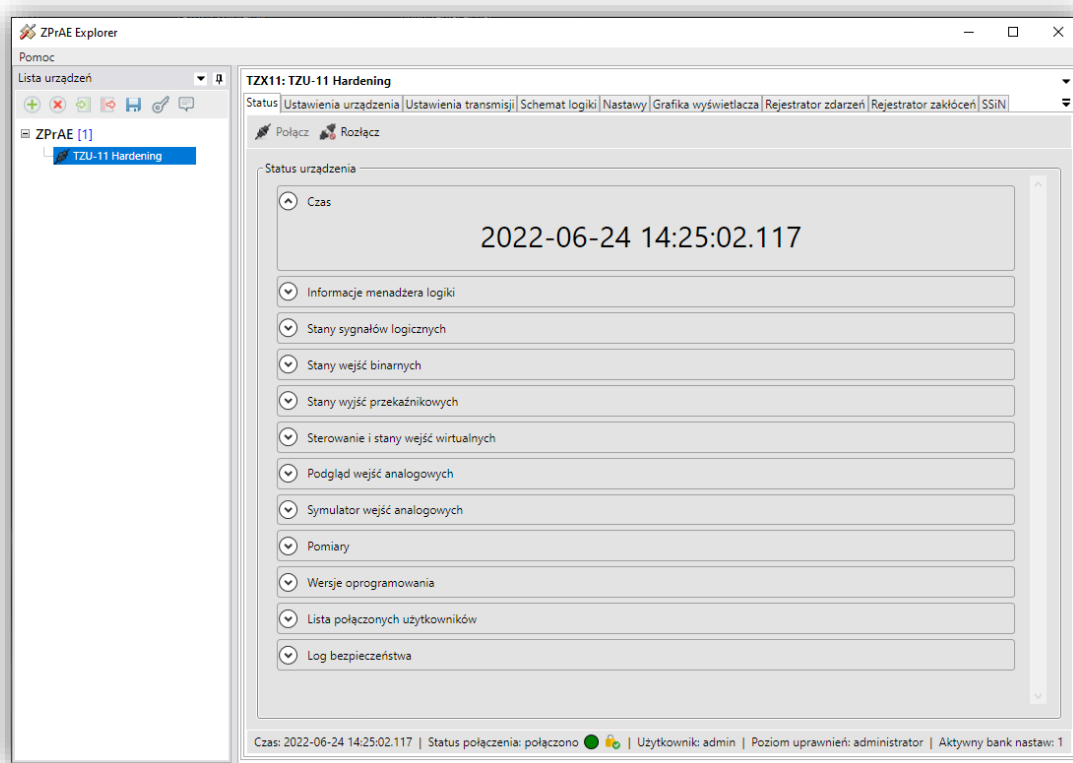 ZPrAE Explorer
Pomoc
Lista urządzeń
ZPrAE [1]
TZU-11 Hardening
TZX11: TZU-11 Hardening
Status Ustawienia urządzenia Ustawienia transmisji Schemat logiki Nastawy Grafika wyświetlacza Rejestrator zdarzeń Rejestrator zakłóceń SSiN
Połącz Rozłącz
Status urządzenia
Czas
2022-06-24 14:25:02.117
Informacje menadżera logiki
Stany sygnałów logicznych
Stany wejść binarnych
Stany wyjść przekaźnikowych
Sterowanie i stany wejść wirtualnych
Podgląd wejść analogowych
Symulator wejść analogowych
Pomiary
Wersje oprogramowania
Lista połączonych użytkowników
Log bezpieczeństwa
Czas: 2022-06-24 14:25:02.117 | Status połączenia: połączono | Użytkownik: admin | Poziom uprawnień: administrator | Aktywny bank nastaw: 1